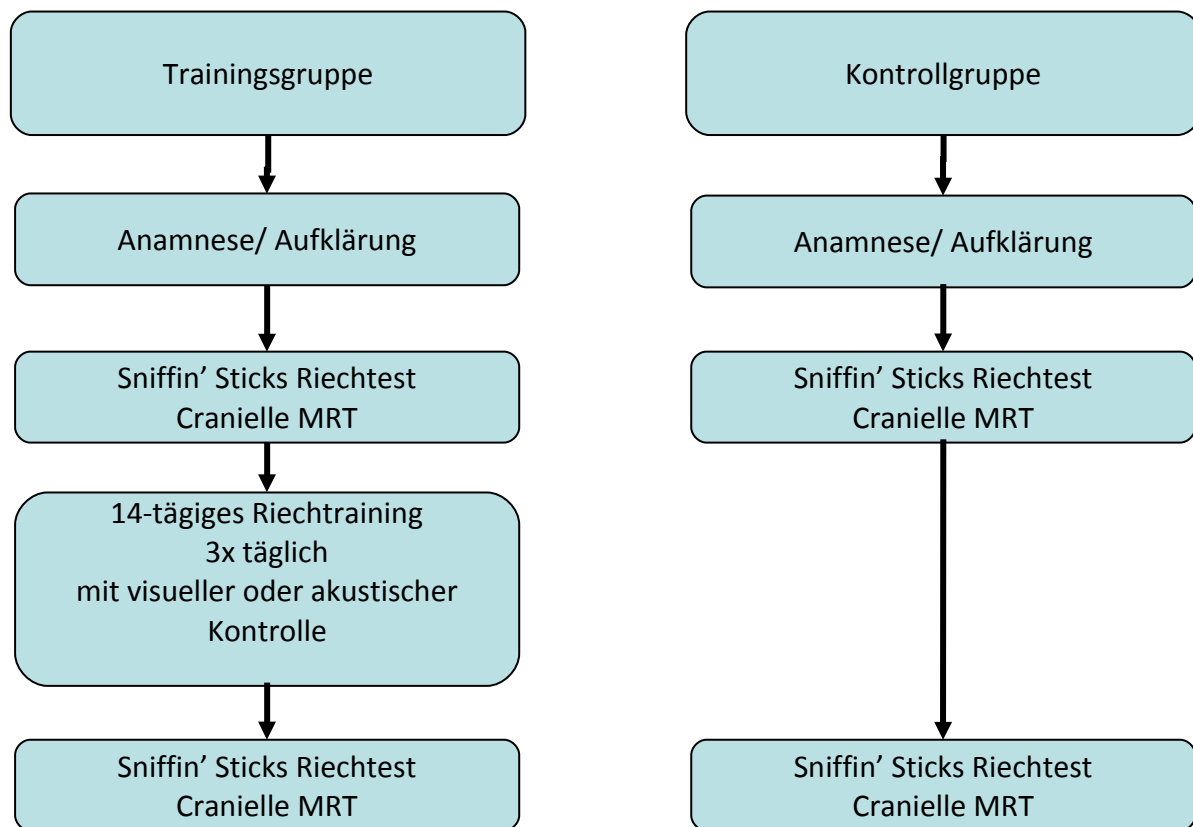 Trainingsgruppe
Anamnese/ Aufklärung
Sniffin’ Sticks Riechtest
Cranielle MRT
14-tägiges Riechtraining
3x täglich
mit visueller oder akustischer
Kontrolle
Sniffin’ Sticks Riechtest
Cranielle MRT
Kontrollgruppe
Anamnese/ Aufklärung
Sniffin’ Sticks Riechtest
Cranielle MRT
Sniffin’ Sticks Riechtest
Cranielle MRT